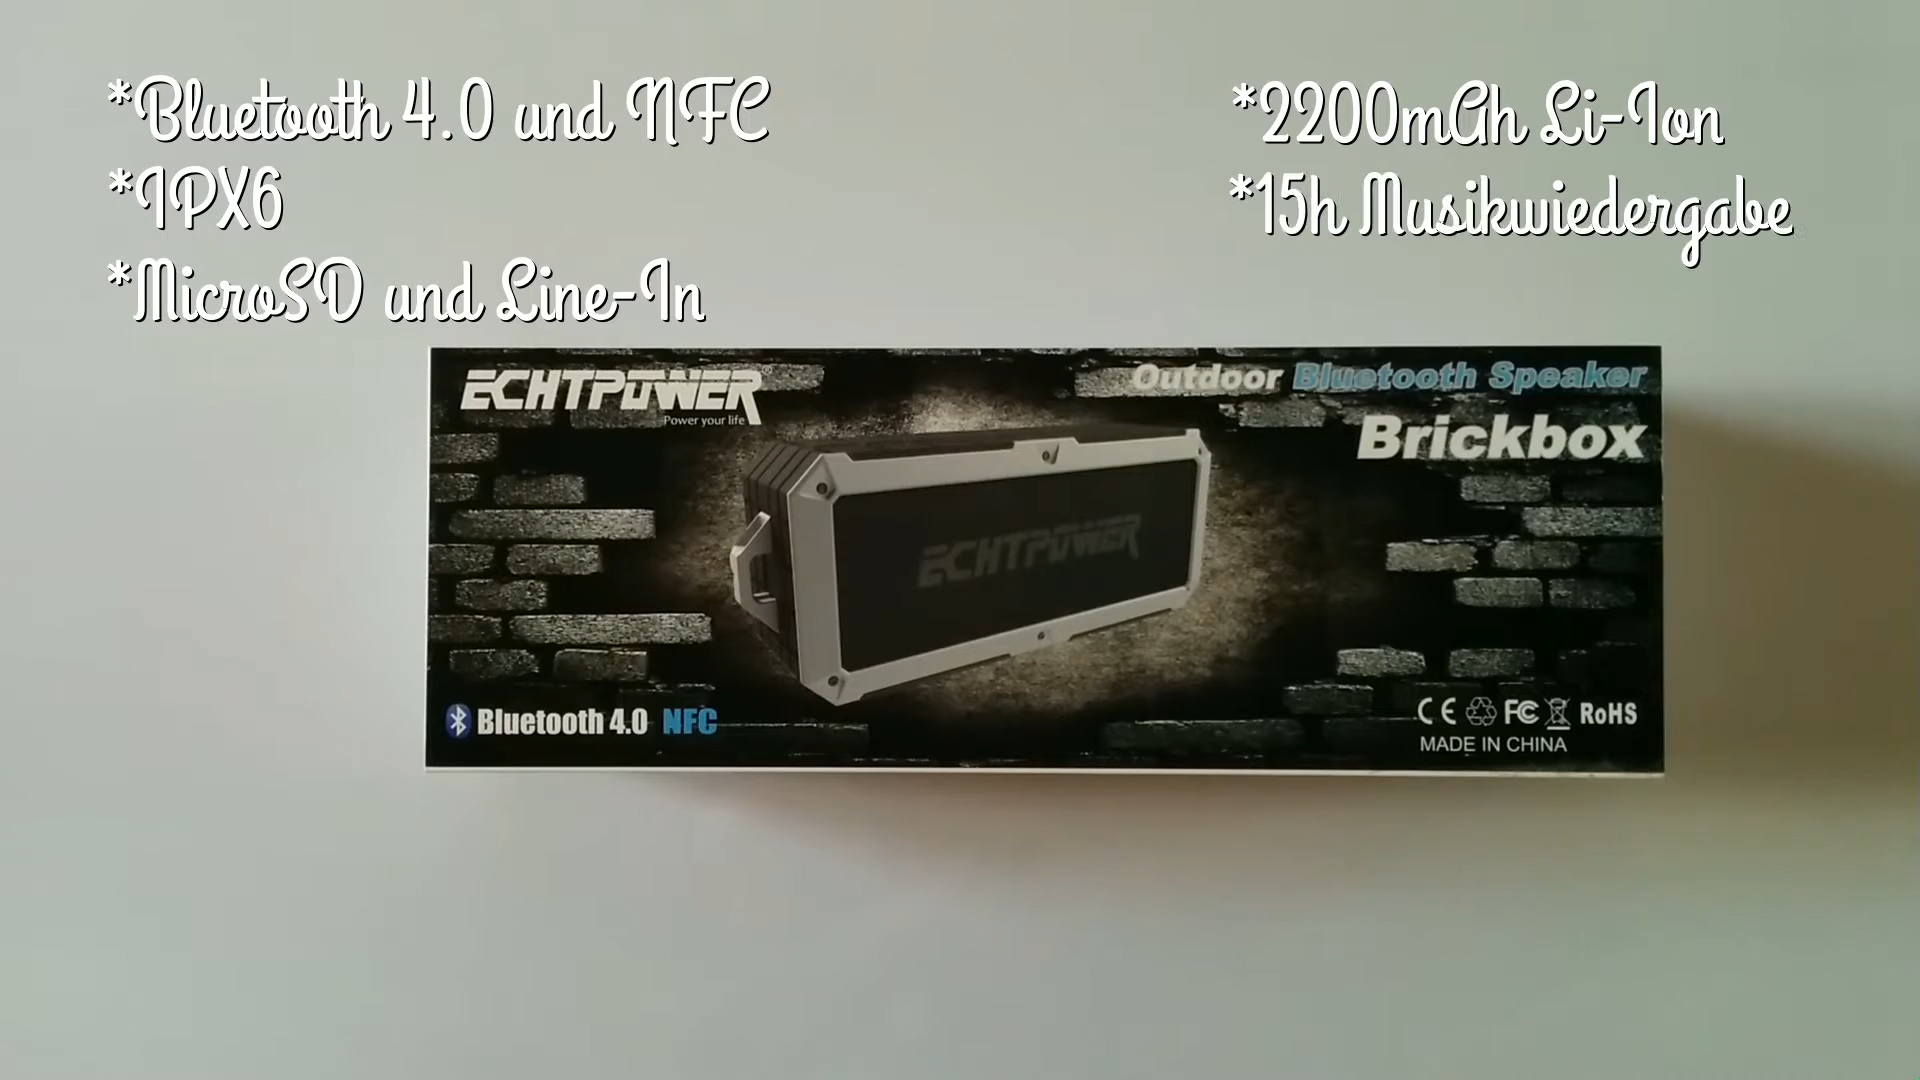 *Bluetooth 4.0 und NFC
*IPX6
*MicroSD und Line-In
*2200mAh Li-Ion
*15h Musikwiedergabe
ECHTPOWER®
Power your life
Outdoor Bluetooth Speaker
Brickbox
ECHTPOWER
Bluetooth 4.0 NFC
CE FC RoHS
MADE IN CHINA